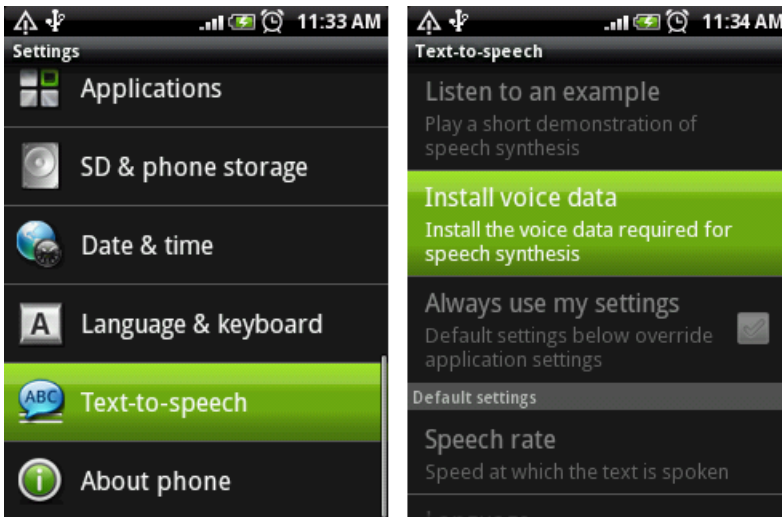 11:33 AM
Settings
Applications
SD & phone storage
Date & time
A
Language & keyboard
ABC
Text-to-speech
About phone
11:34 AM
Text-to-speech
Listen to an example
Play a short demonstration of
speech synthesis
Install voice data
Install the voice data required for
speech synthesis
Always use my settings
Default settings below override
application settings
Default settings
Speech rate
Speed at which the text is spoken